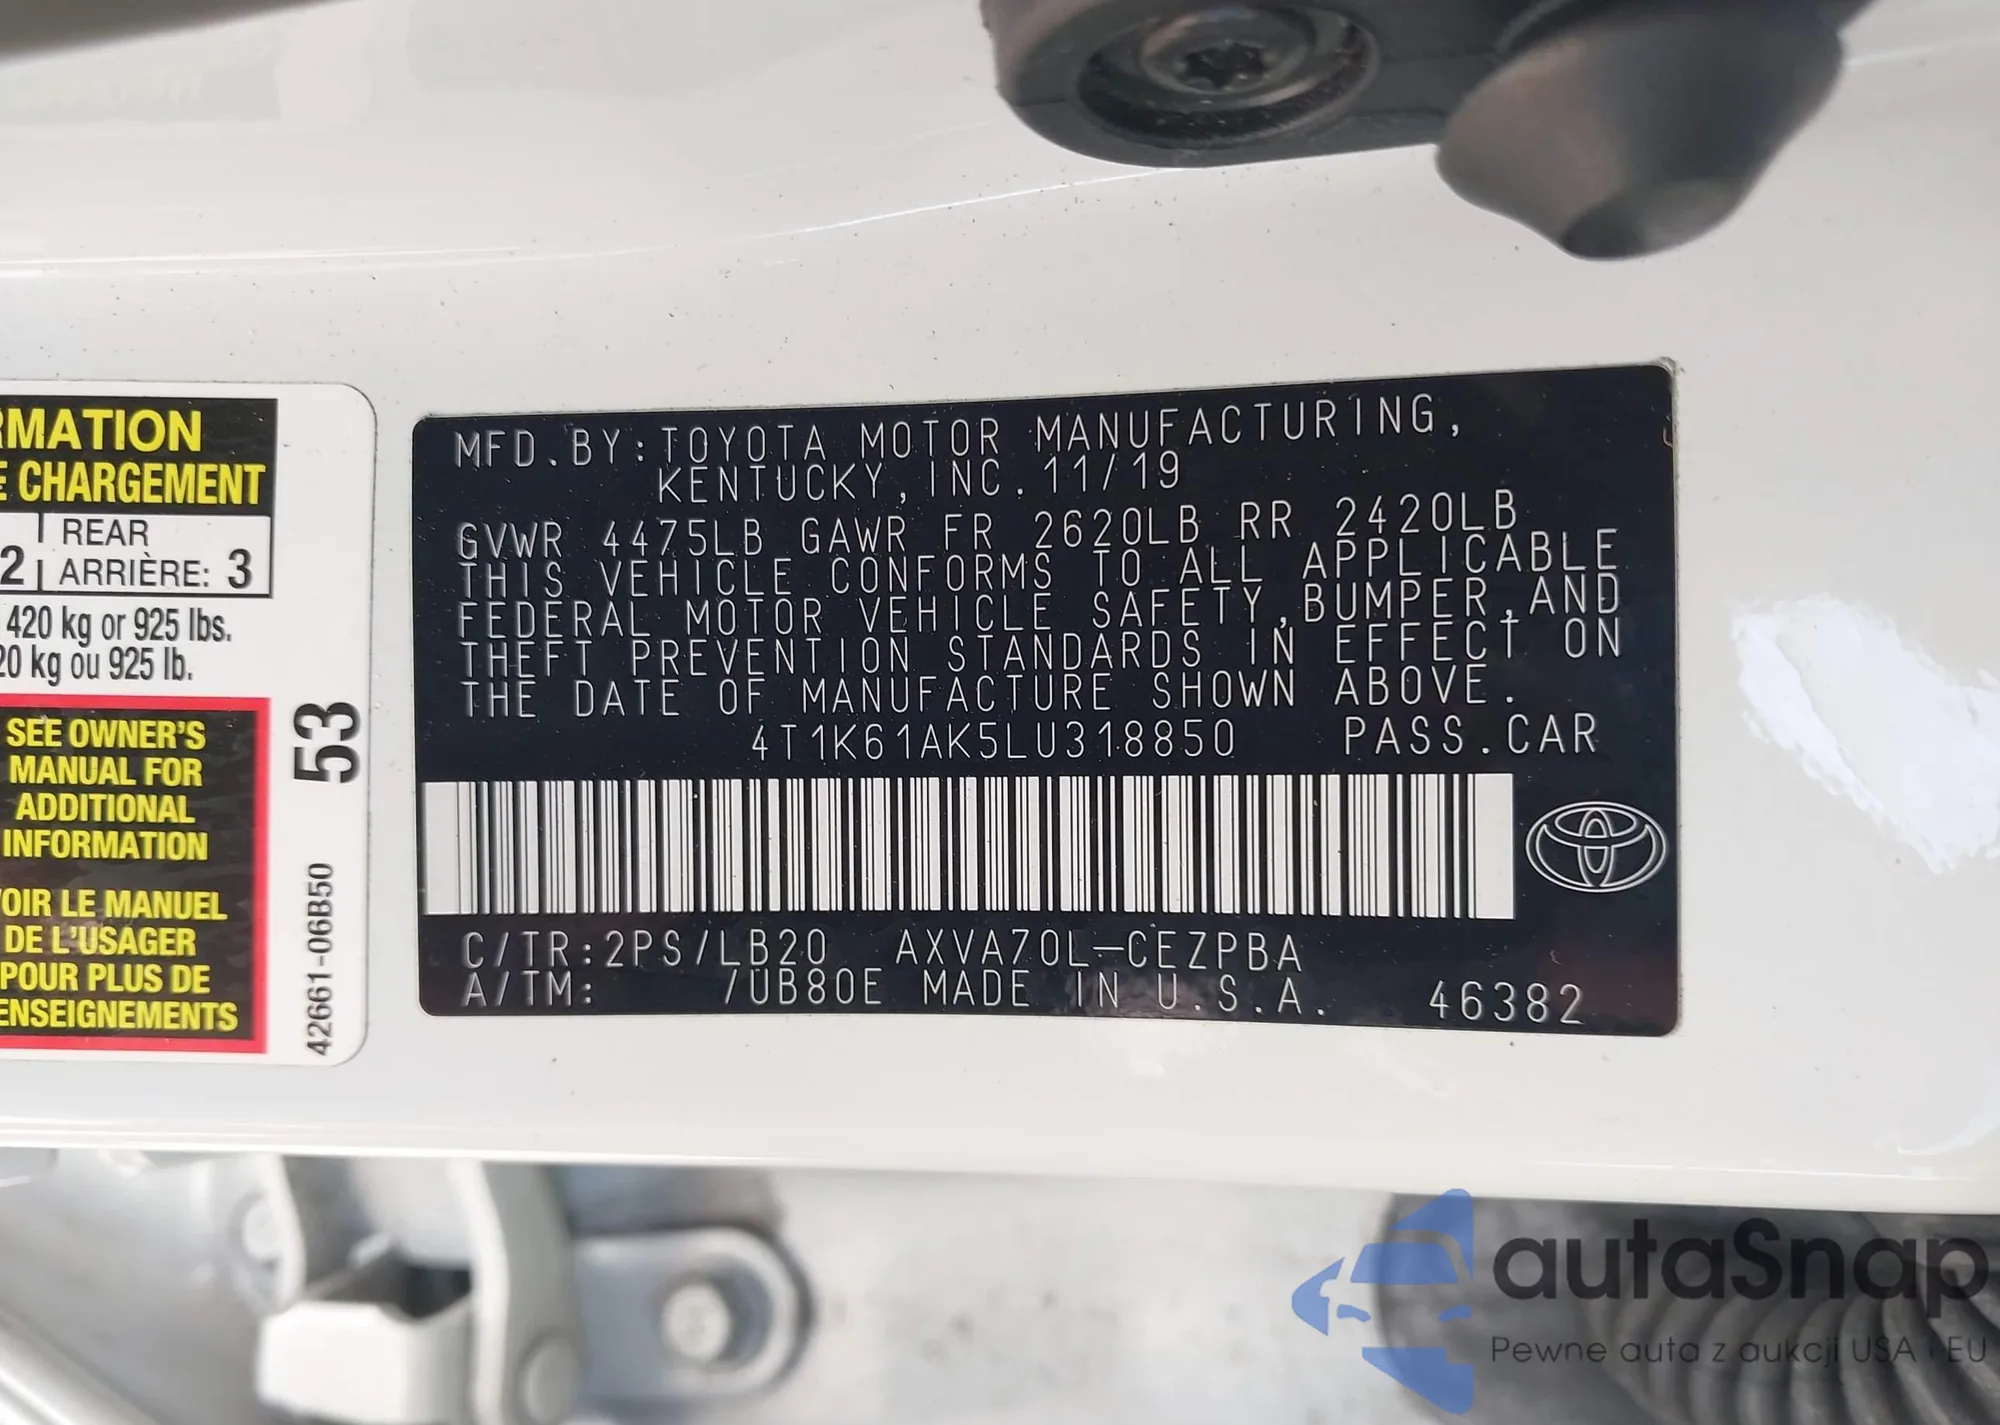 RMATION
E CHARGEMENT
REAR
2 ARRIÈRE: 3
420 kg or 925 lbs.
20 kg ou 925 lb.
SEE OWNER'S
MANUAL FOR
ADDITIONAL
INFORMATION
VOIR LE MANUEL
DE L'USAGER
POUR PLUS DE
ENSEIGNEMENTS
53
42661-06B50
MFD.BY:TOYOTA MOTOR MANUFACTURING,
KENTUCKY,INC.11/19
GVWR 4475LB GAWR FR 2620LB RR 2420LB
THIS VEHICLE CONFORMS TO ALL APPLICABLE
FEDERAL MOTOR VEHICLE SAFETY,BUMPER,AND
THEFT PREVENTION STANDARDS IN EFFECT ON
THE DATE OF MANUFACTURE SHOWN ABOVE.
4T1K61AK5LU318850 PASS.CAR
C/TR:2PS/LB20 AXVA70L-CEZPBA
A/TM: /UB80E MADE IN U.S.A. 46382
autaSnap
Pewne auta z aukcji USA i EU